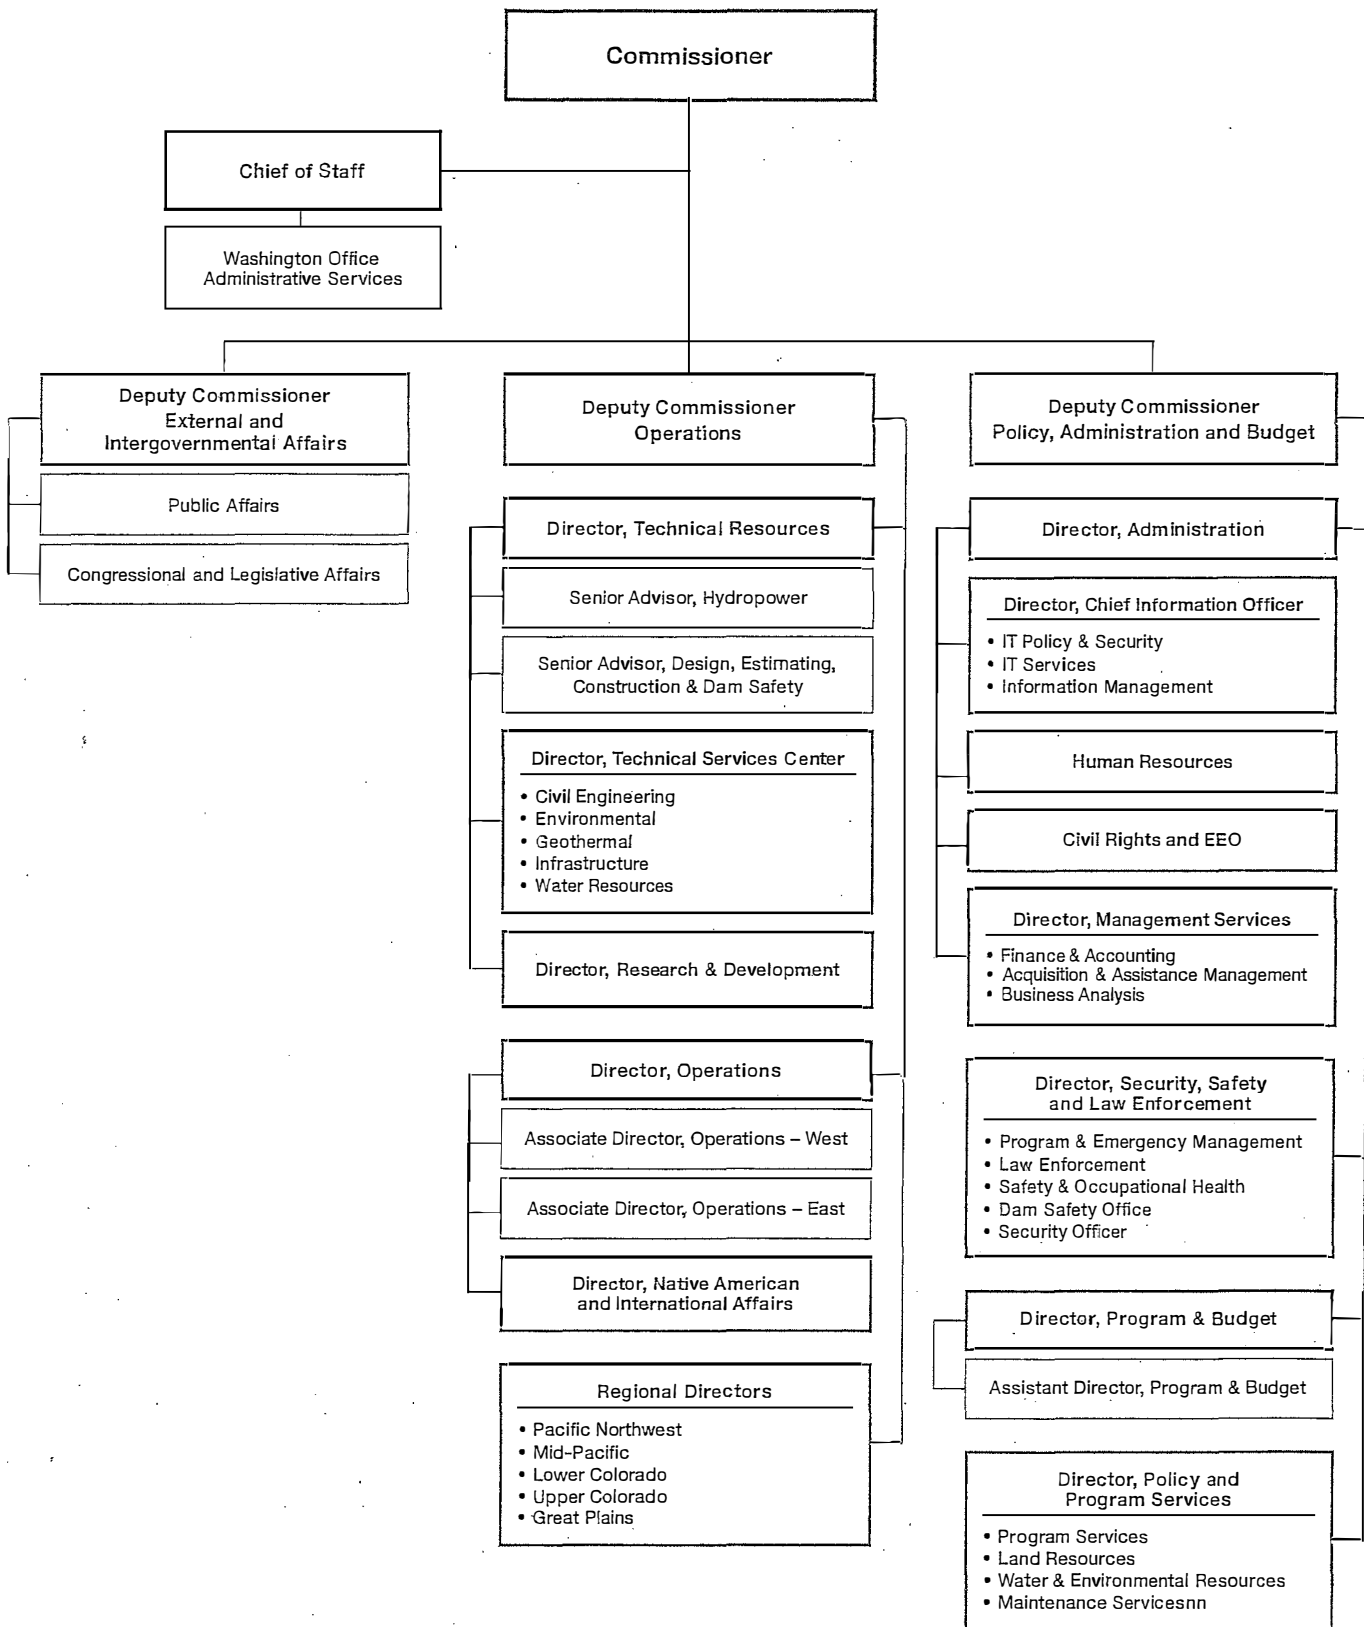 Commissioner
Chief of Staff
Washington Office
Administrative Services
Deputy Commissioner
External and
Intergovernmental Affairs
Public Affairs
Congressional and Legislative Affairs
Deputy Commissioner
Operations
Director, Technical Resources
Senior Advisor, Hydropower
Senior Advisor, Design, Estimating,
Construction & Dam Safety
Director, Technical Services Center
• Civil Engineering
• Environmental
• Geothermal
• Infrastructure
• Water Resources
Director, Research & Development
Director, Operations
Associate Director, Operations – West
Associate Director, Operations – East
Director, Native American
and International Affairs
Regional Directors
• Pacific Northwest
• Mid-Pacific
• Lower Colorado
• Upper Colorado
• Great Plains
Deputy Commissioner
Policy, Administration and Budget
Director, Administration
Director, Chief Information Officer
• IT Policy & Security
• IT Services
• Information Management
Human Resources
Civil Rights and EEO
Director, Management Services
• Finance & Accounting
• Acquisition & Assistance Management
• Business Analysis
Director, Security, Safety
and Law Enforcement
• Program & Emergency Management
• Law Enforcement
• Safety & Occupational Health
• Dam Safety Office
• Security Officer
Director, Program & Budget
Assistant Director, Program & Budget
Director, Policy and
Program Services
• Program Services
• Land Resources
• Water & Environmental Resources
• Maintenance Servicesnn